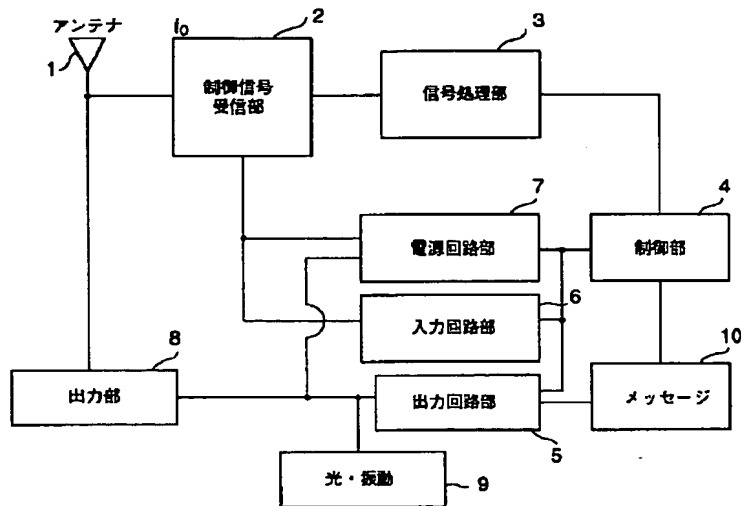 アンテナ
1
f₀
2
制御信号
受信部
3
信号処理部
7
電源回路部
4
制御部
6
入力回路部
8
出力部
出力回路部
5
10
メッセージ
光・振動
9